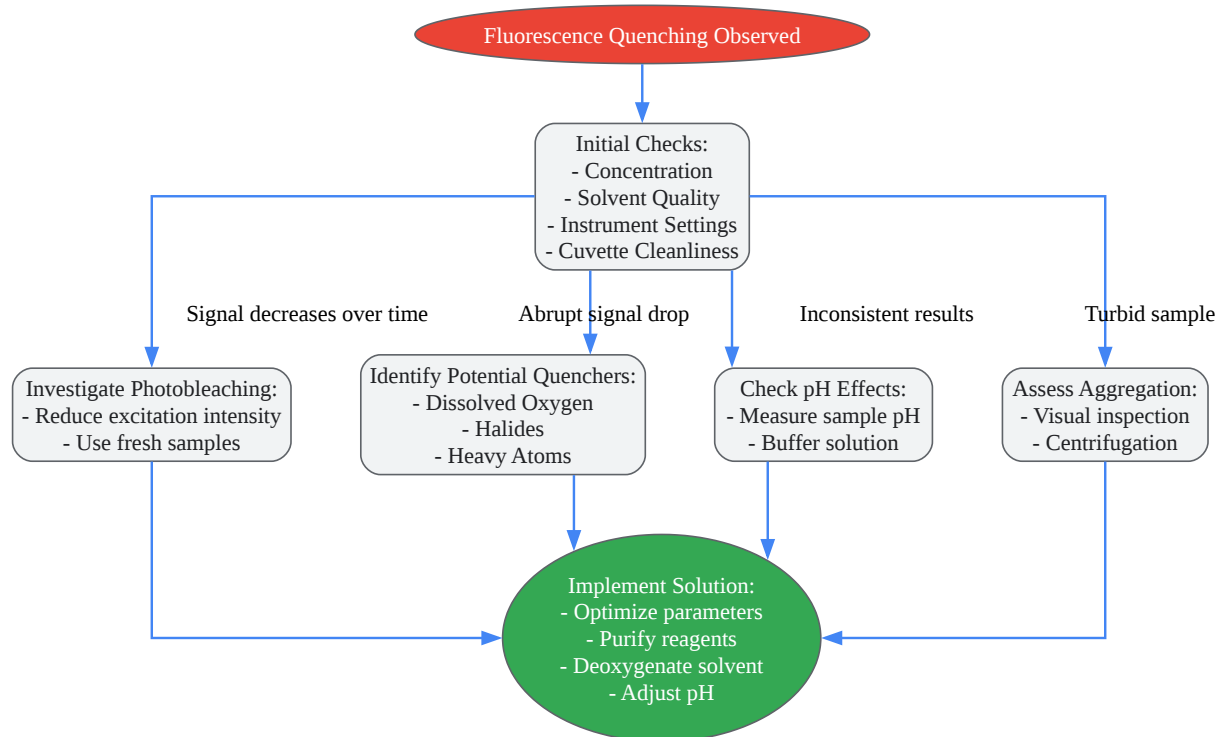 Fluorescence Quenching Observed
Initial Checks:
- Concentration
- Solvent Quality
- Instrument Settings
- Cuvette Cleanliness
Signal decreases over time
Abrupt signal drop
Inconsistent results
Turbid sample
Investigate Photobleaching:
- Reduce excitation intensity
- Use fresh samples
Identify Potential Quenchers:
- Dissolved Oxygen
- Halides
- Heavy Atoms
Check pH Effects:
- Measure sample pH
- Buffer solution
Assess Aggregation:
- Visual inspection
- Centrifugation
Implement Solution:
- Optimize parameters
- Purify reagents
- Deoxygenate solvent
- Adjust pH